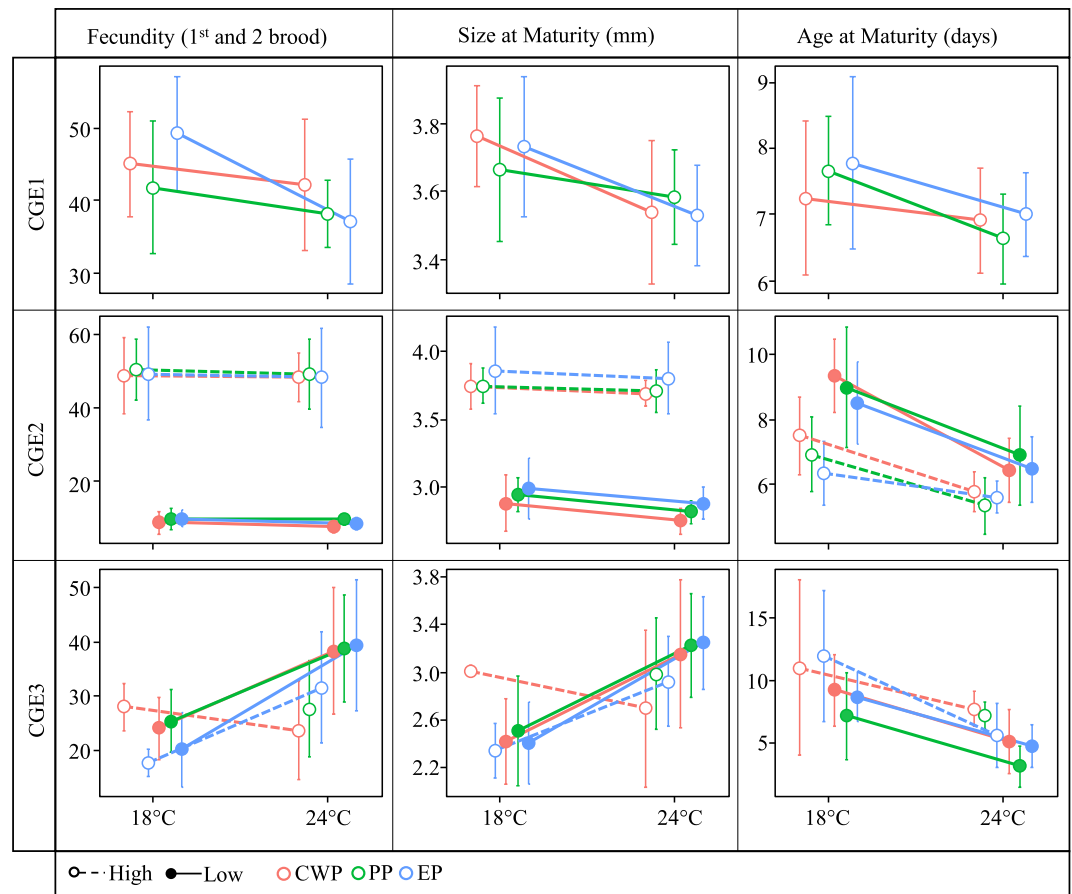 Fecundity (1st and 2 brood)
Size at Maturity (mm)
Age at Maturity (days)
CGE1
50
40
30
3.8
3.6
3.4
9
8
7
6
CGE2
60
40
20
4.0
3.5
3.0
10
8
6
CGE3
50
40
30
20
3.8
3.4
3.0
2.6
2.2
15
10
5
18°C
24°C
18°C
24°C
18°C
24°C
High Low CWP PP EP